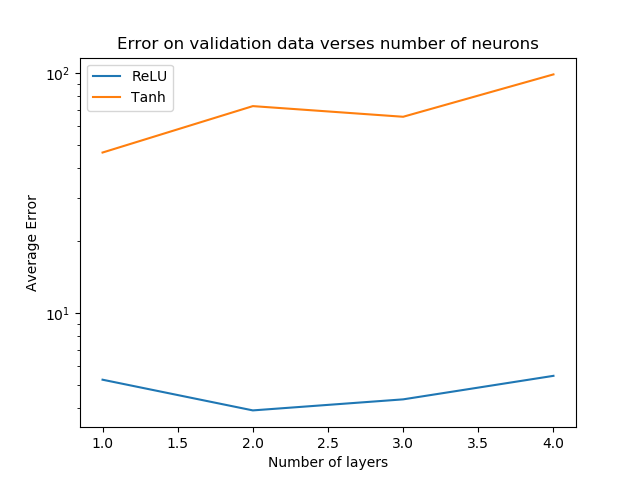 Error on validation data verses number of neurons
ReLU
Tanh
Average Error
10²
10¹
1.0 1.5 2.0 2.5 3.0 3.5 4.0
Number of layers